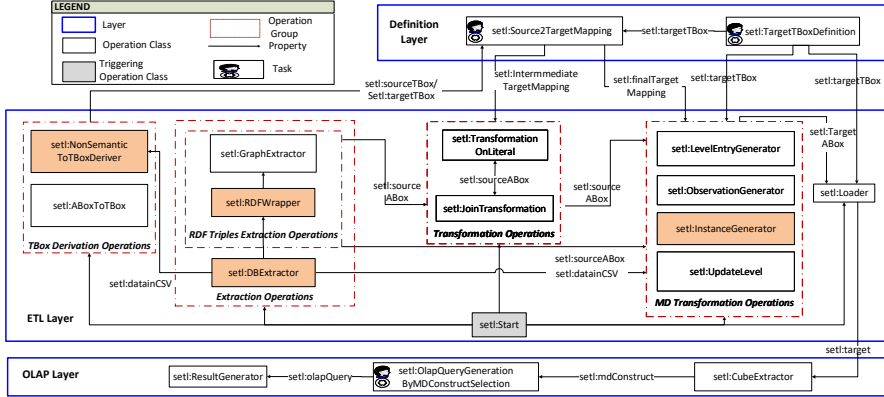 LEGEND
Layer
Operation
Group
Operation Class
Property
Triggering
Operation Class
Task
Definition
Layer
setl:Source2TargetMapping
setl:targetTBox
setl:TargetTBoxDefinition
setl:sourceTBox/
Setl:targetTBox
setl:Intermmediate
TargetMapping
setl:finalTarget
Mapping
setl:targetTBox
setl:targetTBox
setl:NonSemantic
ToTBoxDeriver
setl:ABoxToTBox
TBox Derivation Operations
setl:GraphExtractor
setl:RDFWrapper
RDF Triples Extraction Operations
setl:DBExtractor
Extraction Operations
setl:datainCSV
setl:source
ABox
setl:Transformation
OnLiteral
setl:sourceABox
setl:JoinTransformation
Transformation Operations
setl:source
ABox
setl:sourceABox
setl:datainCSV
setl:LevelEntryGenerator
setl:ObservationGenerator
setl:InstanceGenerator
setl:UpdateLevel
MD Transformation Operations
setl:Target
ABox
setl:Loader
ETL Layer
setl:Start
setl:target
OLAP Layer
setl:ResultGenerator
setl:olapQuery
setl:OlapQueryGeneration
ByMDConstructSelection
setl:mdConstruct
setl:CubeExtractor